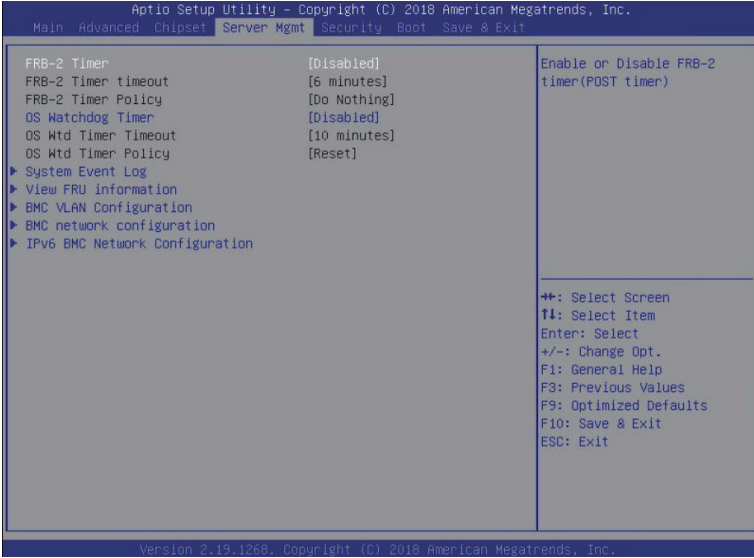 Aptio Setup Utility – Copyright (C) 2018 American Megatrends, Inc.
Main Advanced Chipset Server Mgmt Security Boot Save & Exit
FRB-2 Timer [Disabled]
FRB-2 Timer timeout [6 minutes]
FRB-2 Timer Policy [Do Nothing]
OS Watchdog Timer [Disabled]
OS Wtd Timer Timeout [10 minutes]
OS Wtd Timer Policy [Reset]
▶ System Event Log
▶ View FRU information
▶ BMC VLAN Configuration
▶ BMC network configuration
▶ IPv6 BMC Network Configuration
Enable or Disable FRB-2
timer(POST timer)
→←: Select Screen
↑↓: Select Item
Enter: Select
+/-: Change Opt.
F1: General Help
F3: Previous Values
F9: Optimized Defaults
F10: Save & Exit
ESC: Exit
Version 2.19.1268. Copyright (C) 2018 American Megatrends, Inc.